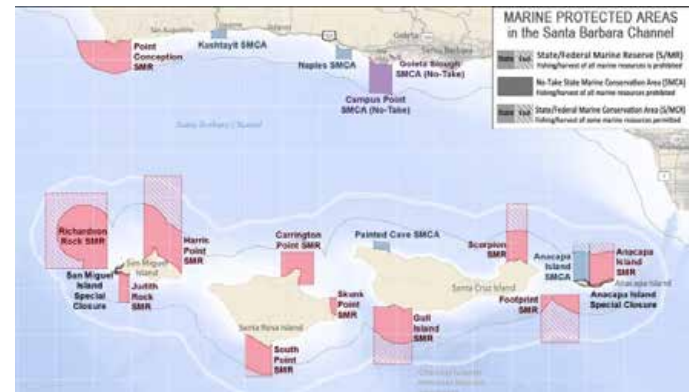 MARINE PROTECTED AREAS
in the Santa Barbara Channel
State/Federal Marine Reserve (S/MR)
Fishing/harvest of all marine resources is prohibited
No-Take State Marine Conservation Area (SMCA)
Fishing/harvest of all marine resources prohibited
State/Federal Marine Conservation Area (S/MCA)
Fishing/harvest of some marine resources permitted
Point
Conception
SMR
Kashtayit SMCA
Naples SMCA
Goleta
Goleta Slough
SMCA (No-Take)
Campus Point
SMCA (No-Take)
Santa Barbara Channel
Richardson
Rock SMR
Harris
Point
SMR
San Miguel
Island
San Miguel
Island
Special
Closure
Judith
Rock
SMR
Carrington
Point SMR
Skunk
Point
SMR
Santa Rosa Island
South
Point
SMR
Painted Cave SMCA
Santa Cruz Island
Gull
Island
SMR
Scorpion
SMR
Anacapa
Island
SMCA
Anacapa
Island
SMR
Anacapa Island
Anacapa Island
Special Closure
Footprint
SMR